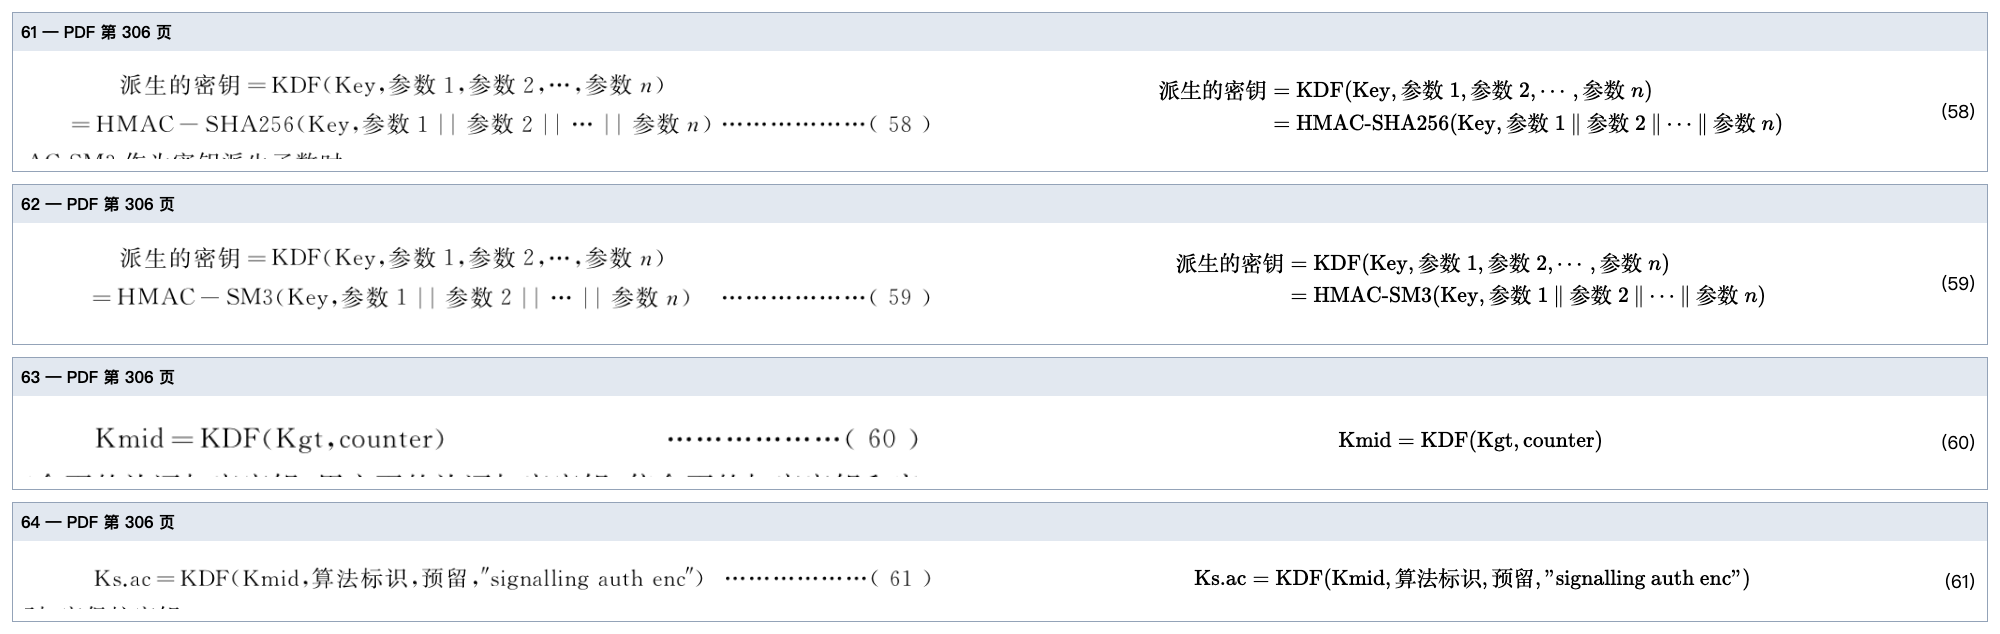 61 — PDF 第 306 页
派生的密钥=KDF(Key,参数 1,参数 2,…,参数 n)
=HMAC-SHA256(Key,参数 1 || 参数 2 || … || 参数 n) ………………( 58 )
派生的密钥 = KDF(Key, 参数 1, 参数 2, ··· , 参数 n)
= HMAC-SHA256(Key, 参数 1 ∥ 参数 2 ∥ ··· ∥ 参数 n)
(58)
62 — PDF 第 306 页
派生的密钥=KDF(Key,参数 1,参数 2,…,参数 n)
=HMAC-SM3(Key,参数 1 || 参数 2 || … || 参数 n) ………………( 59 )
派生的密钥 = KDF(Key, 参数 1, 参数 2, ··· , 参数 n)
= HMAC-SM3(Key, 参数 1 ∥ 参数 2 ∥ ··· ∥ 参数 n)
(59)
63 — PDF 第 306 页
Kmid=KDF(Kgt,counter) ………………( 60 )
Kmid = KDF(Kgt, counter)
(60)
64 — PDF 第 306 页
Ks.ac=KDF(Kmid,算法标识,预留,″signalling auth enc″) ………………( 61 )
Ks.ac = KDF(Kmid, 算法标识, 预留, ”signalling auth enc”)
(61)